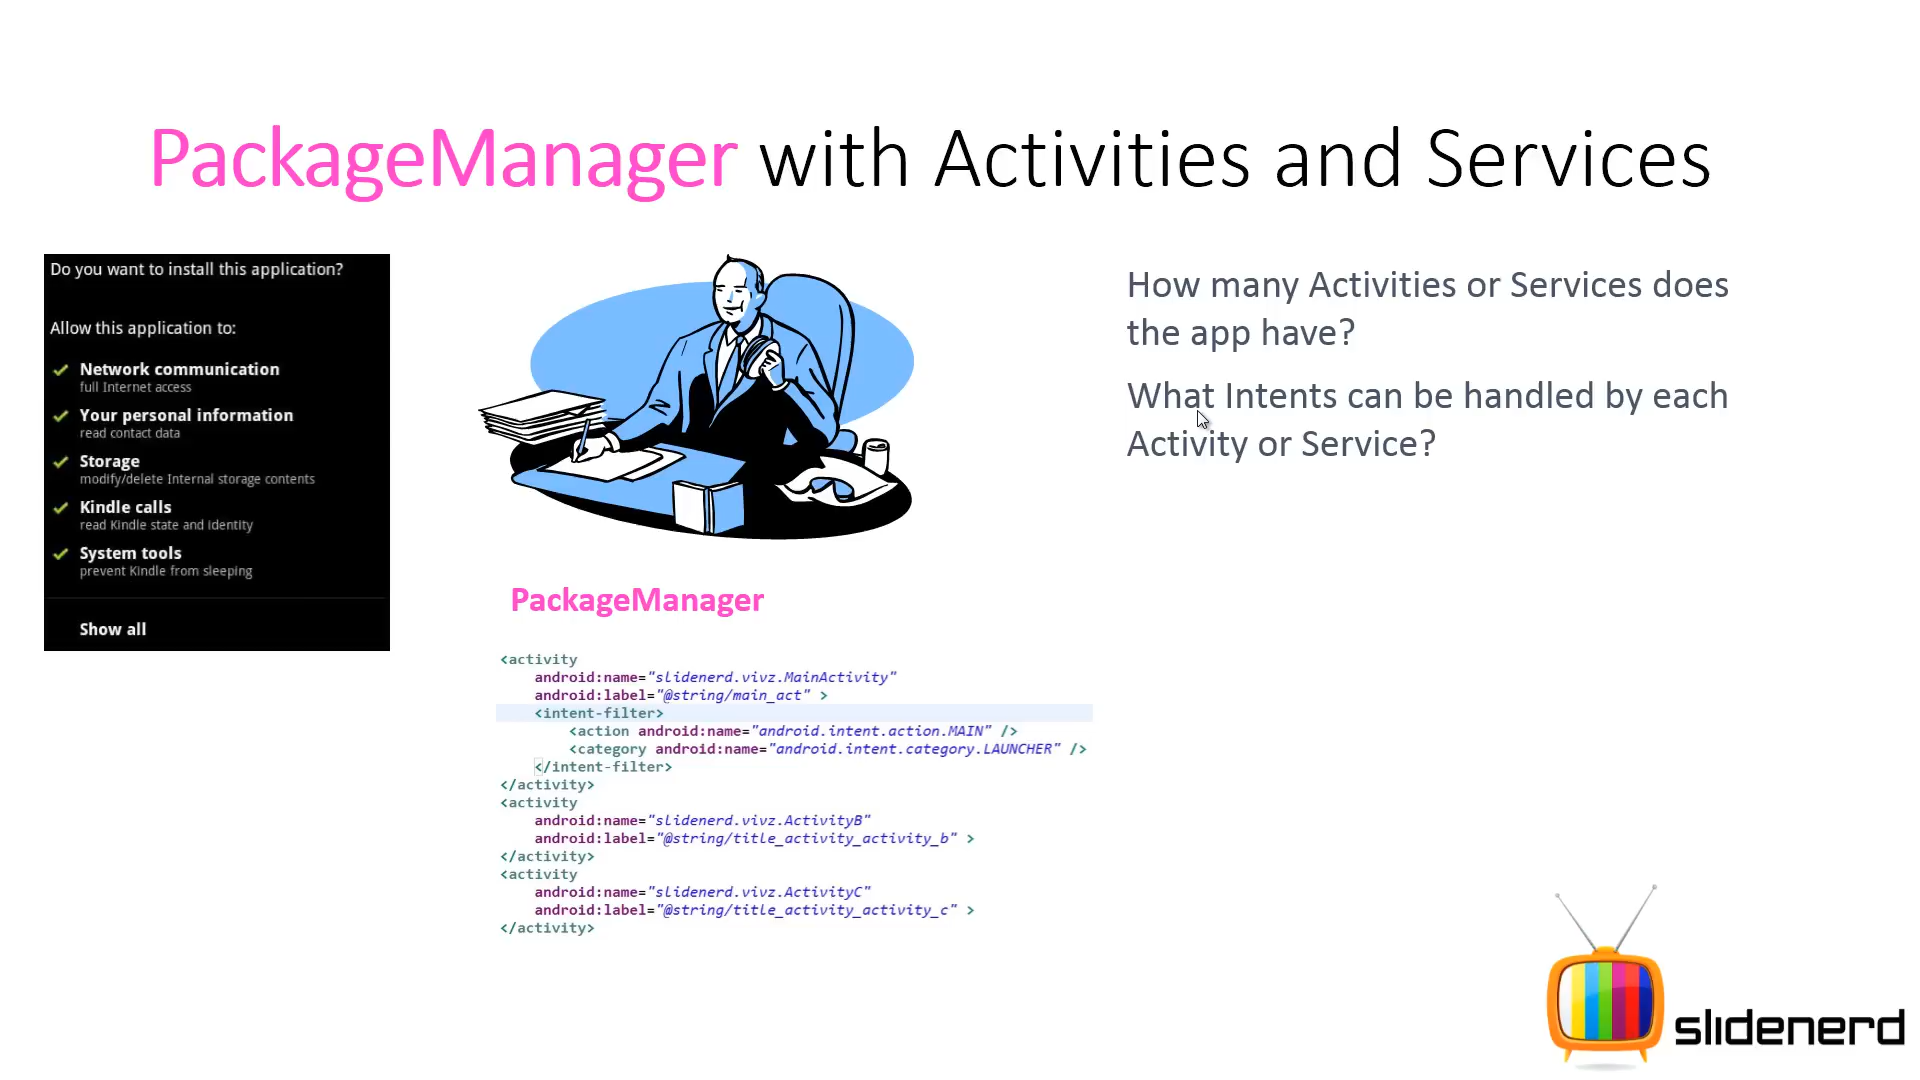 PackageManager with Activities and Services
Do you want to install this application?
Allow this application to:
Network communication
full Internet access
Your personal information
read contact data
Storage
modify/delete Internal storage contents
Kindle calls
read Kindle state and identity
System tools
prevent Kindle from sleeping
Show all
PackageManager
<activity
android:name="slidenerd.vivz.MainActivity"
android:label="@string/main_act" >
<intent-filter>
<action android:name="android.intent.action.MAIN" />
<category android:name="android.intent.category.LAUNCHER" />
</intent-filter>
</activity>
<activity
android:name="slidenerd.vivz.ActivityB"
android:label="@string/title_activity_activity_b" >
</activity>
<activity
android:name="slidenerd.vivz.ActivityC"
android:label="@string/title_activity_activity_c" >
</activity>
How many Activities or Services does
the app have?
What Intents can be handled by each
Activity or Service?
slidenerd